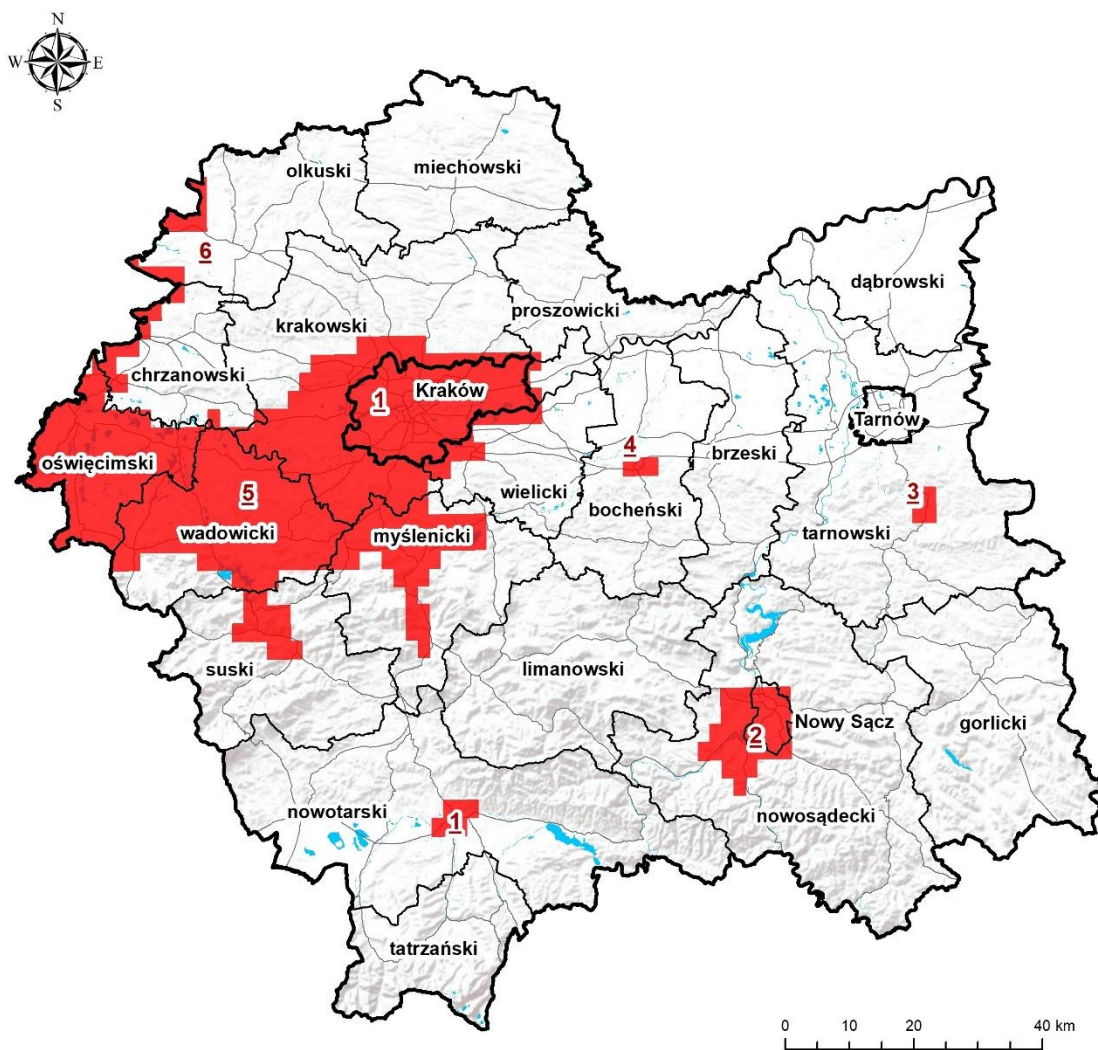 N
W E
S
olkuski
miechowski
6
dąbrowski
proszowicki
krakowski
chrzanowski
1
Kraków
Tarnów
4
brzeski
oświęcimski
5
wielicki
3
bocheński
wadowicki
myślenicki
tarnowski
suski
limanowski
Nowy Sącz
gorlicki
2
nowotarski
1
nowosądecki
tatrzański
0 10 20 40 km